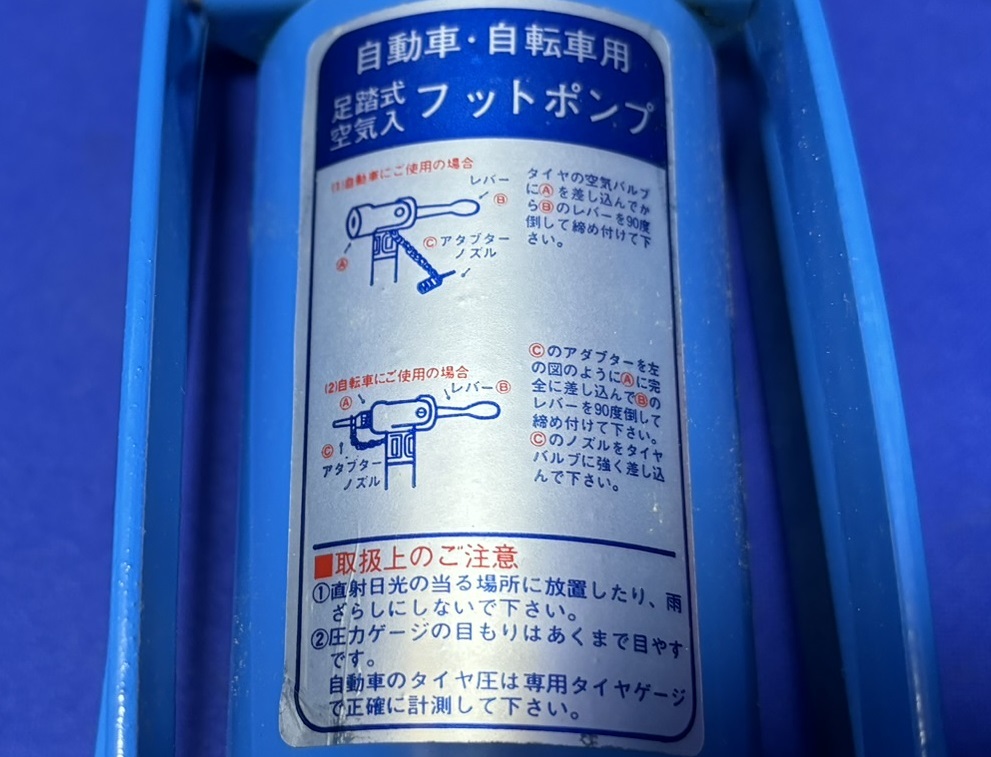 自動車・自転車用
足踏式
空気入
フットポンプ
(1)自動車にご使用の場合
レバー
Ⓑ
Ⓒアタプター
ノズル
Ⓐ
タイヤの空気バルブ
にⒶを差し込んでか
らⒷのレバーを90度
倒して締め付けて下
さい。
(2)自転車にご使用の場合
Ⓐ
レバーⒷ
Ⓒ
アタプター
ノズル
Ⓒのアダプターを左
の図のようにⒶに完
全に差し込んでⒷの
レバーを90度倒して
締め付けて下さい。
Ⓒのノズルをタイヤ
バルブに強く差し込
んで下さい。
■取扱上のご注意
①直射日光の当る場所に放置したり、雨
ざらしにしないで下さい。
②圧力ゲージの目もりはあくまで目やす
です。
自動車のタイヤ圧は専用タイヤゲージ
で正確に計測して下さい。